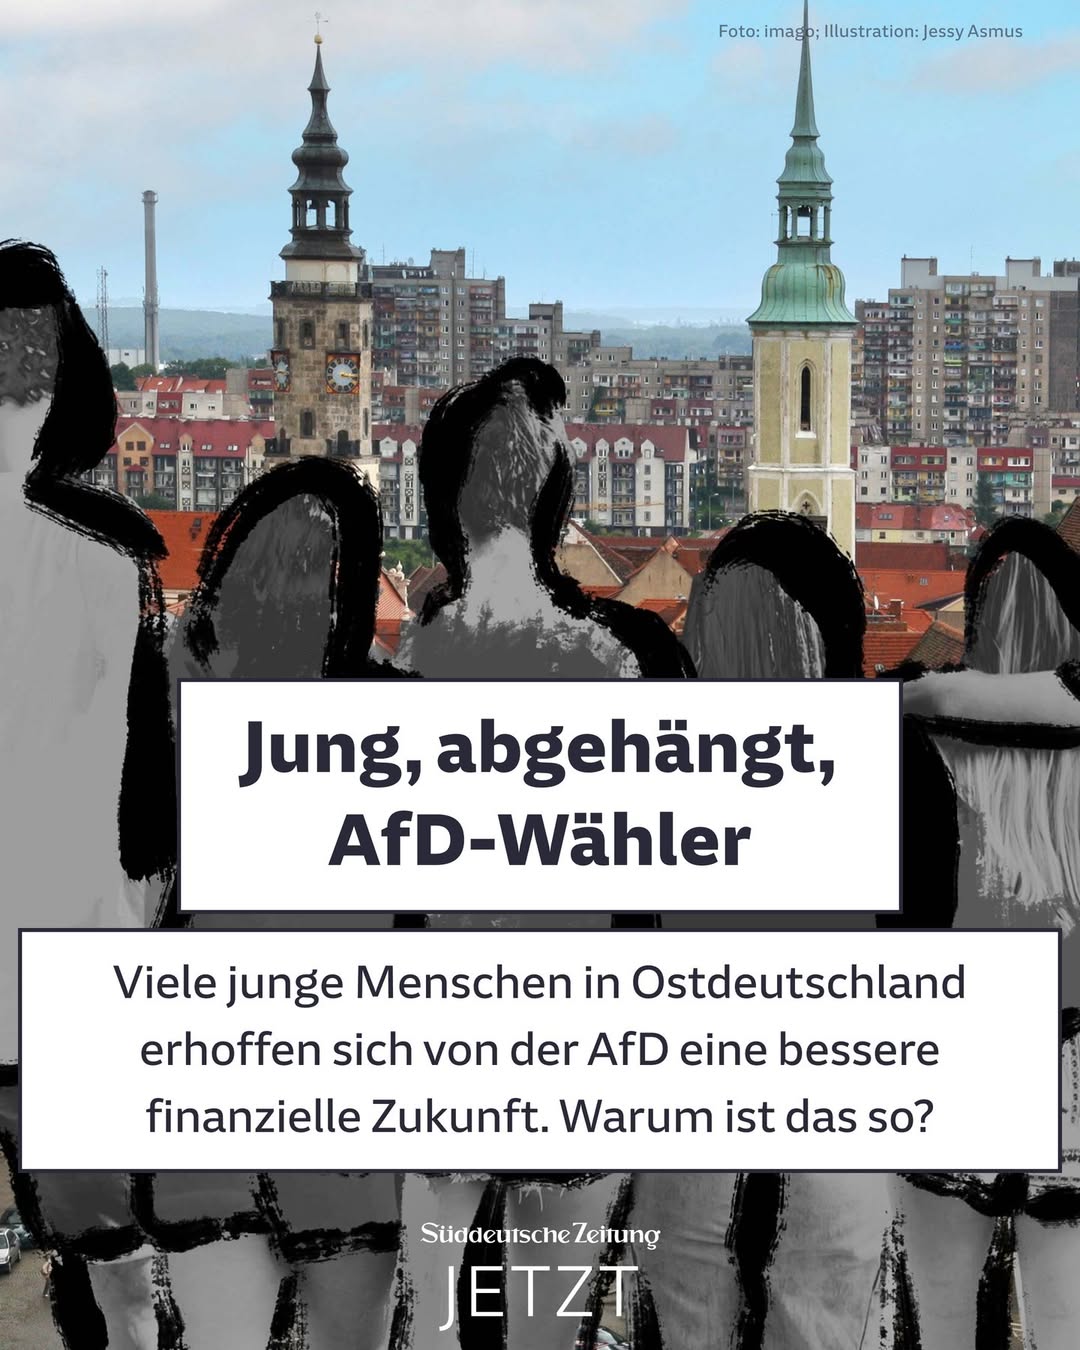 Foto: imago; Illustration: Jessy Asmus
Jung, abgehängt,
AfD-Wähler
Viele junge Menschen in Ostdeutschland
erhoffen sich von der AfD eine bessere
finanzielle Zukunft. Warum ist das so?
Süddeutsche Zeitung
JETZT